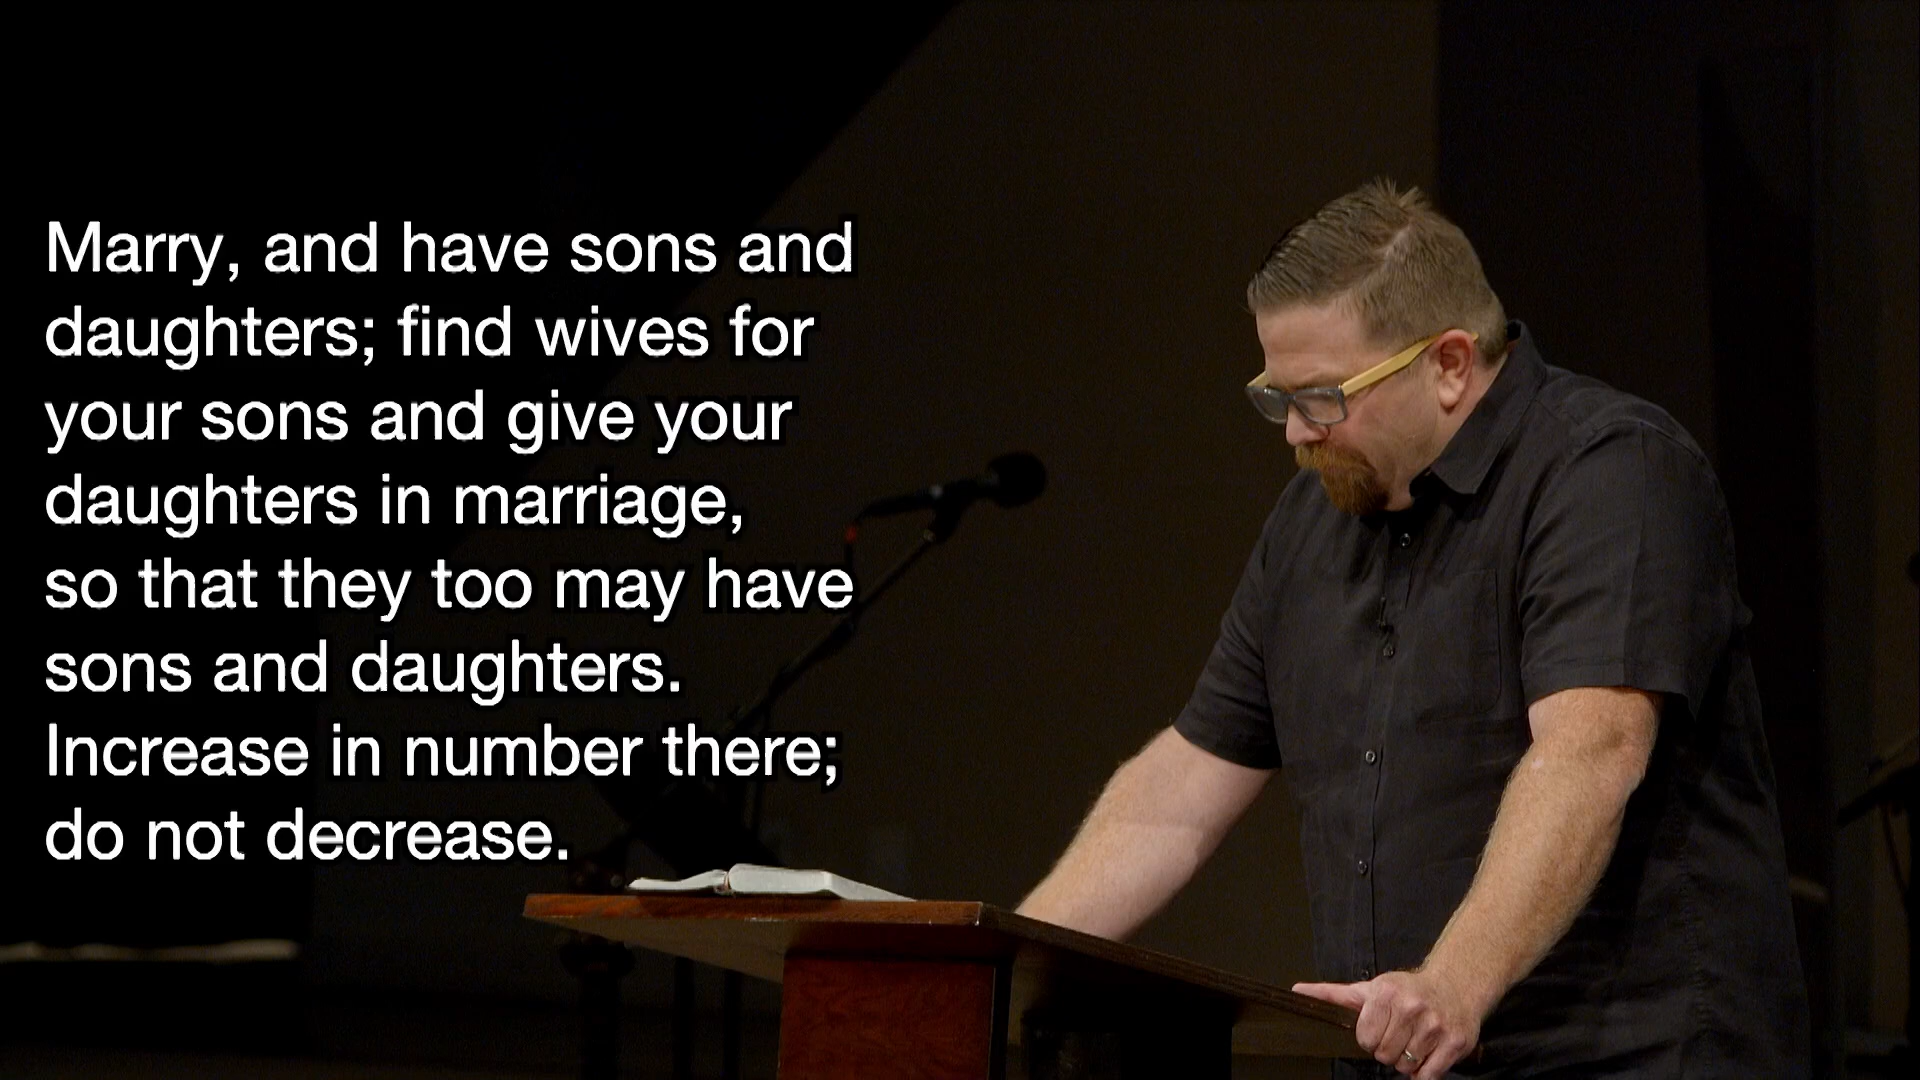 Marry, and have sons and
daughters; find wives for
your sons and give your
daughters in marriage,
so that they too may have
sons and daughters.
Increase in number there;
do not decrease.